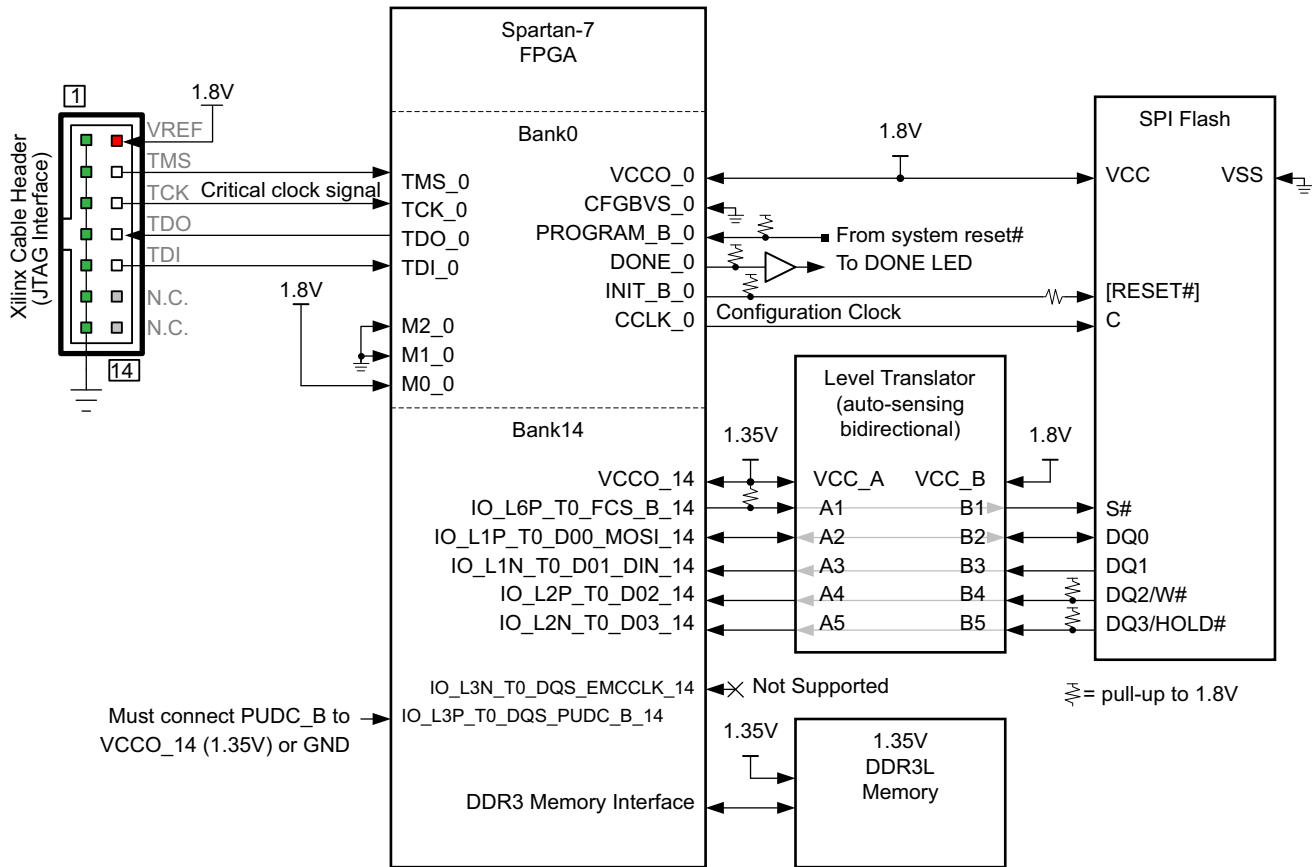 Spartan-7
FPGA
1
1.8V
Xilinx Cable Header
(JTAG Interface)
VREF
TMS
TCK
Critical clock signal
TDO
TDI
N.C.
N.C.
14
1.8V
Bank0
TMS_0
TCK_0
TDO_0
TDI_0
M2_0
M1_0
M0_0
VCCO_0
CFGBVS_0
PROGRAM_B_0
DONE_0
INIT_B_0
CCLK_0
1.8V
From system reset#
To DONE LED
Configuration Clock
SPI Flash
VCC
VSS
[RESET#]
C
Level Translator
(auto-sensing
bidirectional)
1.35V
1.8V
Bank14
VCCO_14
IO_L6P_T0_FCS_B_14
IO_L1P_T0_D00_MOSI_14
IO_L1N_T0_D01_DIN_14
IO_L2P_T0_D02_14
IO_L2N_T0_D03_14
VCC_A
VCC_B
A1
B1
A2
B2
A3
B3
A4
B4
A5
B5
S#
DQ0
DQ1
DQ2/W#
DQ3/HOLD#
IO_L3N_T0_DQS_EMCCLK_14
Not Supported
= pull-up to 1.8V
Must connect PUDC_B to
VCCO_14 (1.35V) or GND
IO_L3P_T0_DQS_PUDC_B_14
1.35V
1.35V
DDR3L
Memory
DDR3 Memory Interface